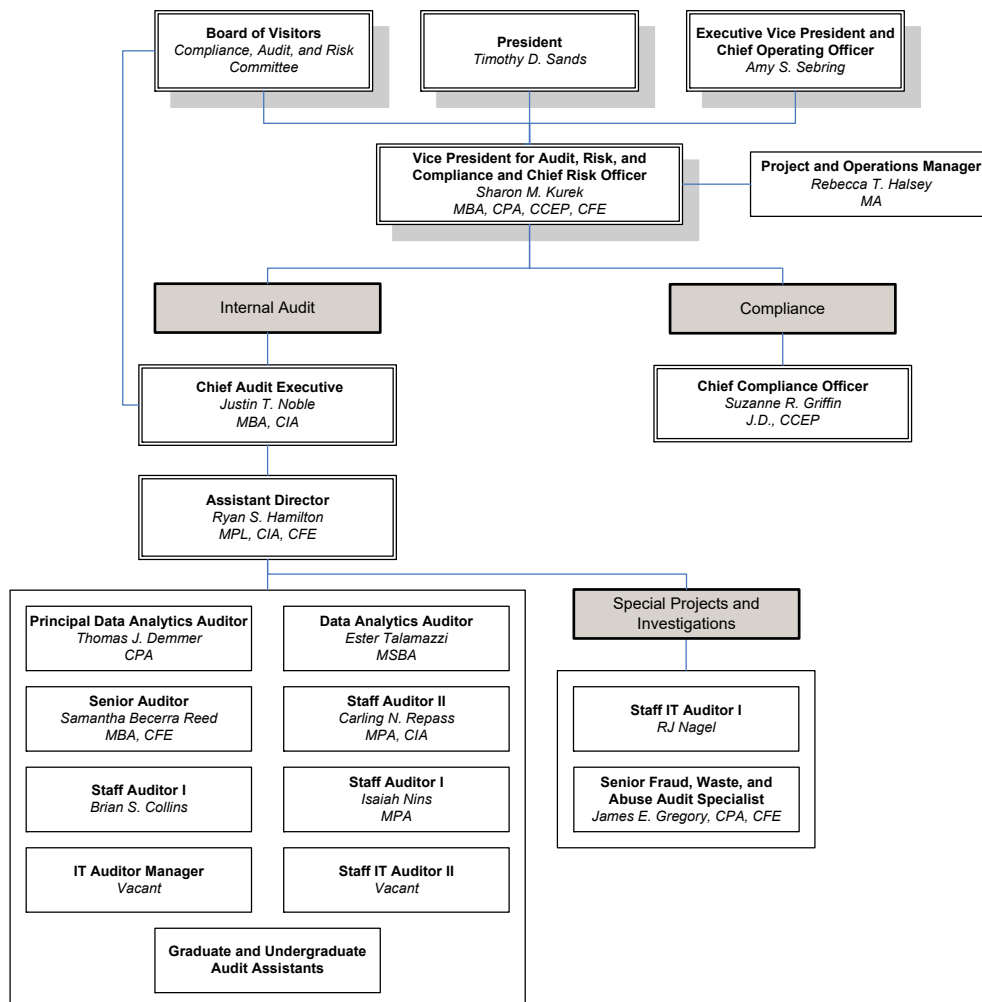 Board of Visitors
Compliance, Audit, and Risk
Committee
President
Timothy D. Sands
Executive Vice President and
Chief Operating Officer
Amy S. Sebring
Vice President for Audit, Risk, and
Compliance and Chief Risk Officer
Sharon M. Kurek
MBA, CPA, CCEP, CFE
Project and Operations Manager
Rebecca T. Halsey
MA
Internal Audit
Compliance
Chief Audit Executive
Justin T. Noble
MBA, CIA
Chief Compliance Officer
Suzanne R. Griffin
J.D., CCEP
Assistant Director
Ryan S. Hamilton
MPL, CIA, CFE
Principal Data Analytics Auditor
Thomas J. Demmer
CPA
Data Analytics Auditor
Ester Talamazzi
MSBA
Special Projects and
Investigations
Senior Auditor
Samantha Becerra Reed
MBA, CFE
Staff Auditor II
Carling N. Repass
MPA, CIA
Staff IT Auditor I
RJ Nagel
Staff Auditor I
Brian S. Collins
Staff Auditor I
Isaiah Nins
MPA
Senior Fraud, Waste, and
Abuse Audit Specialist
James E. Gregory, CPA, CFE
IT Auditor Manager
Vacant
Staff IT Auditor II
Vacant
Graduate and Undergraduate
Audit Assistants